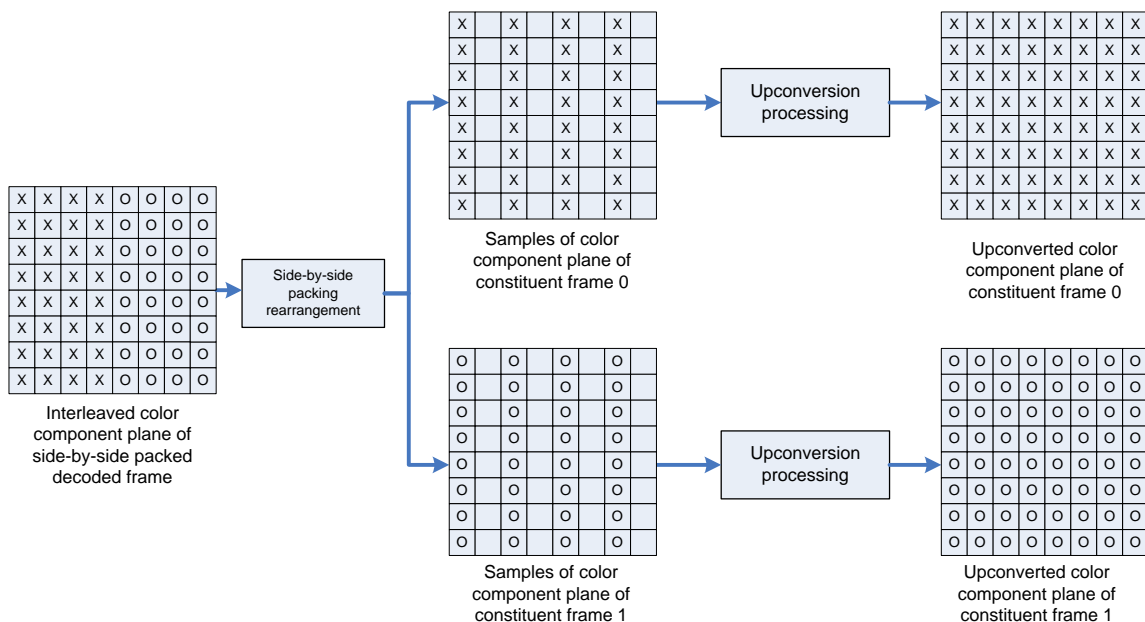 X X X X
X X X X
X X X X
X X X X
X X X X
X X X X
X X X X
X X X X
Samples of color
component plane of
constituent frame 0
Upconversion
processing
X X X X X X X X
X X X X X X X X
X X X X X X X X
X X X X X X X X
X X X X X X X X
X X X X X X X X
X X X X X X X X
X X X X X X X X
Upconverted color
component plane of
constituent frame 0
X X X X O O O O
X X X X O O O O
X X X X O O O O
X X X X O O O O
X X X X O O O O
X X X X O O O O
X X X X O O O O
X X X X O O O O
Interleaved color
component plane of
side-by-side packed
decoded frame
Side-by-side
packing
rearrangement
O O O O
O O O O
O O O O
O O O O
O O O O
O O O O
O O O O
O O O O
Samples of color
component plane of
constituent frame 1
Upconversion
processing
O O O O O O O O
O O O O O O O O
O O O O O O O O
O O O O O O O O
O O O O O O O O
O O O O O O O O
O O O O O O O O
O O O O O O O O
Upconverted color
component plane of
constituent frame 1